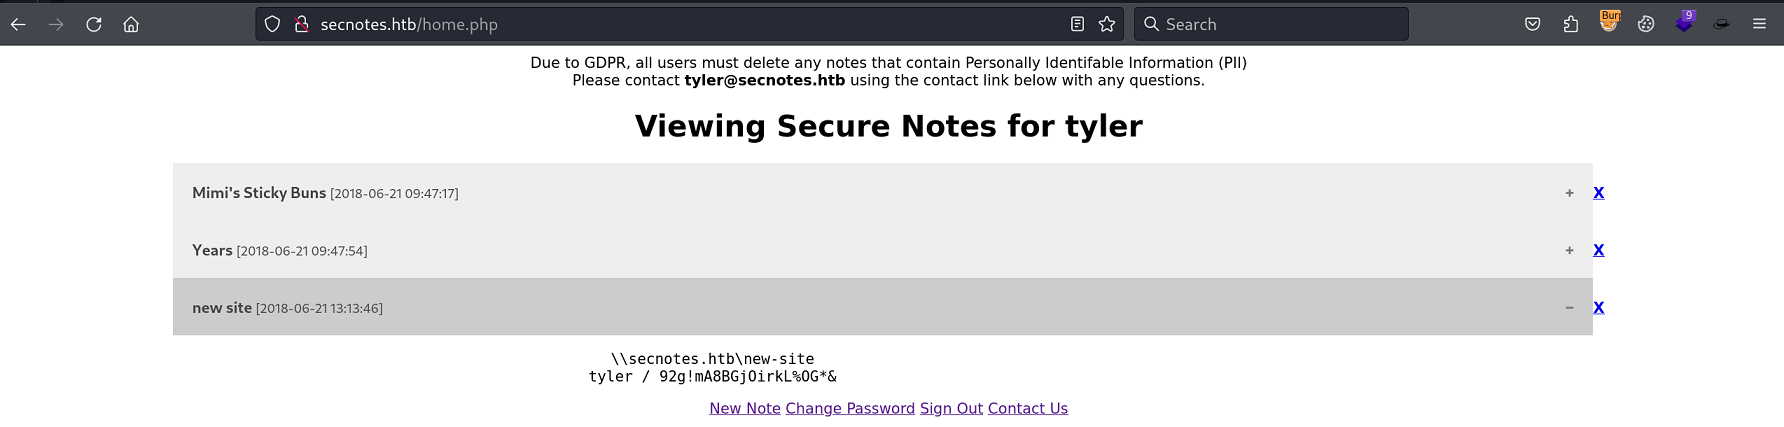 secnotes.htb/home.php
Search
Burp
9
Due to GDPR, all users must delete any notes that contain Personally Identifable Information (PII)
Please contact tyler@secnotes.htb using the contact link below with any questions.
Viewing Secure Notes for tyler
Mimi's Sticky Buns [2018-06-21 09:47:17] + X
Years [2018-06-21 09:47:54] + X
new site [2018-06-21 13:13:46] − X
\\secnotes.htb\new-site
tyler / 92g!mA8BGjOirkL%OG*&
New Note Change Password Sign Out Contact Us